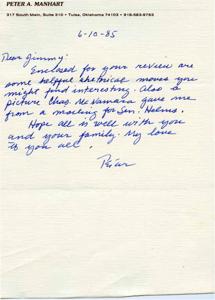 PETER A. MANHART
317 South Main, Suite 210 • Tulsa, Oklahoma 74103 • 918-583-8763
6-10-85
Dear Jimmy:
Enclosed for your review are
some helpful rhetorical moves you
might find interesting. Also a
picture Chas. McNamara gave me
from a meeting for Sen. Helms.
Hope all is well with you
and your family. My love
to you all.
Peter